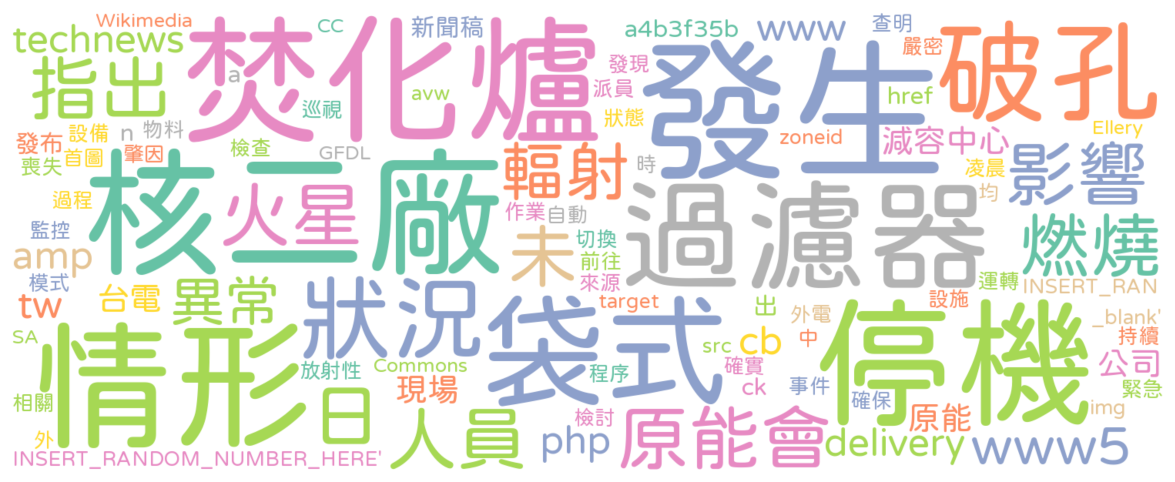 Wikimedia
CC
新聞稿
a4b3f35b
www
查明
technews
焚化爐
發生
破孔
嚴密
指出
a
發現
派員
avw
href
巡視
狀態
Ellery
發布
設備
n
物料
zoneid
減容中心
喪失
首圖
肇因
檢查
GFDL
輻射
時
凌晨
影響
核二廠
火星
過濾器
均
過程
作業
自動
監控
未
切換
燃燒
amp
前往
模式
來源
運轉
INSERT_RAN
tw
台電
異常
狀況
袋式
target
設施
出
外電
停機
_blank'
SA
情形
中
持續
放射性
Commons
程序
src
cb
確實
公司
現場
ck
事件
確保
緊急
相關
日
人員
檢討
原能會
原能
img
外
php
delivery
www5
INSERT_RANDOM_NUMBER_HERE'